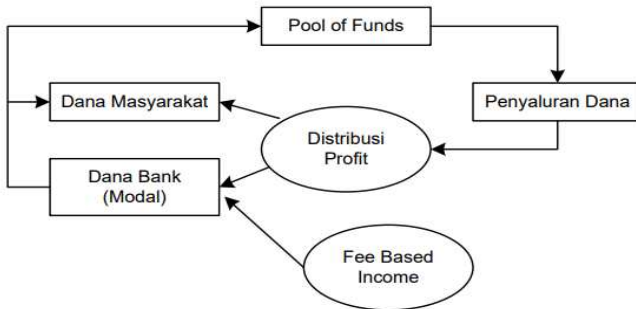 Pool of Funds
Dana Masyarakat
Penyaluran Dana
Distribusi
Profit
Dana Bank
(Modal)
Fee Based
Income